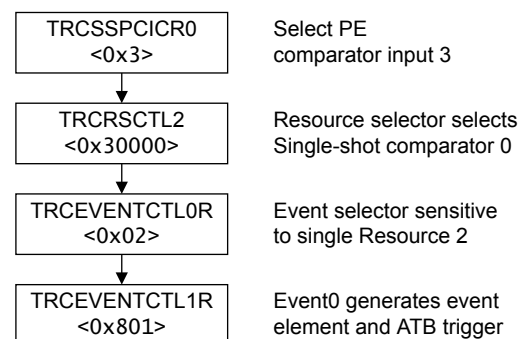 TRCSSPCICR0
<0x3>
Select PE
comparator input 3
TRCRSCTL2
<0x30000>
Resource selector selects
Single-shot comparator 0
TRCEVENTCTL0R
<0x02>
Event selector sensitive
to single Resource 2
TRCEVENTCTL1R
<0x801>
Event0 generates event
element and ATB trigger